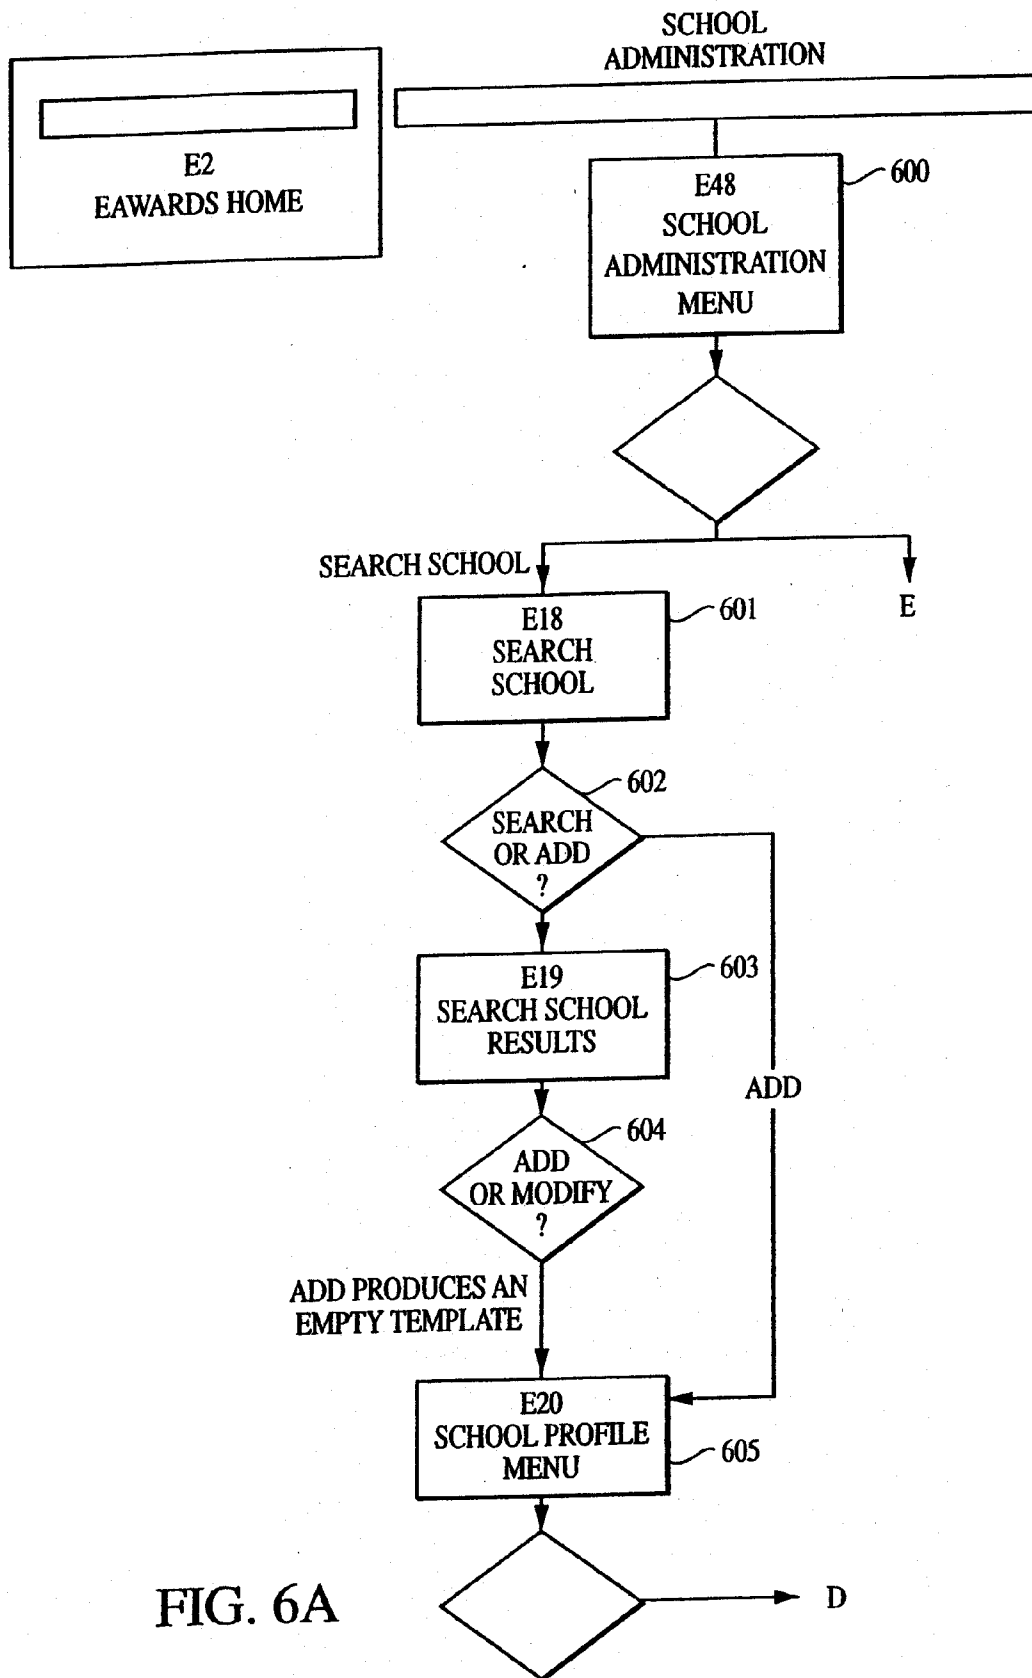 SCHOOL
ADMINISTRATION
E2
EAWARDS HOME
E48
SCHOOL
ADMINISTRATION
MENU
600
SEARCH SCHOOL
E
E18
SEARCH
SCHOOL
601
602
SEARCH
OR ADD
?
E19
SEARCH SCHOOL
RESULTS
603
ADD
604
ADD
OR MODIFY
?
ADD PRODUCES AN
EMPTY TEMPLATE
E20
SCHOOL PROFILE
MENU
605
D
FIG. 6A